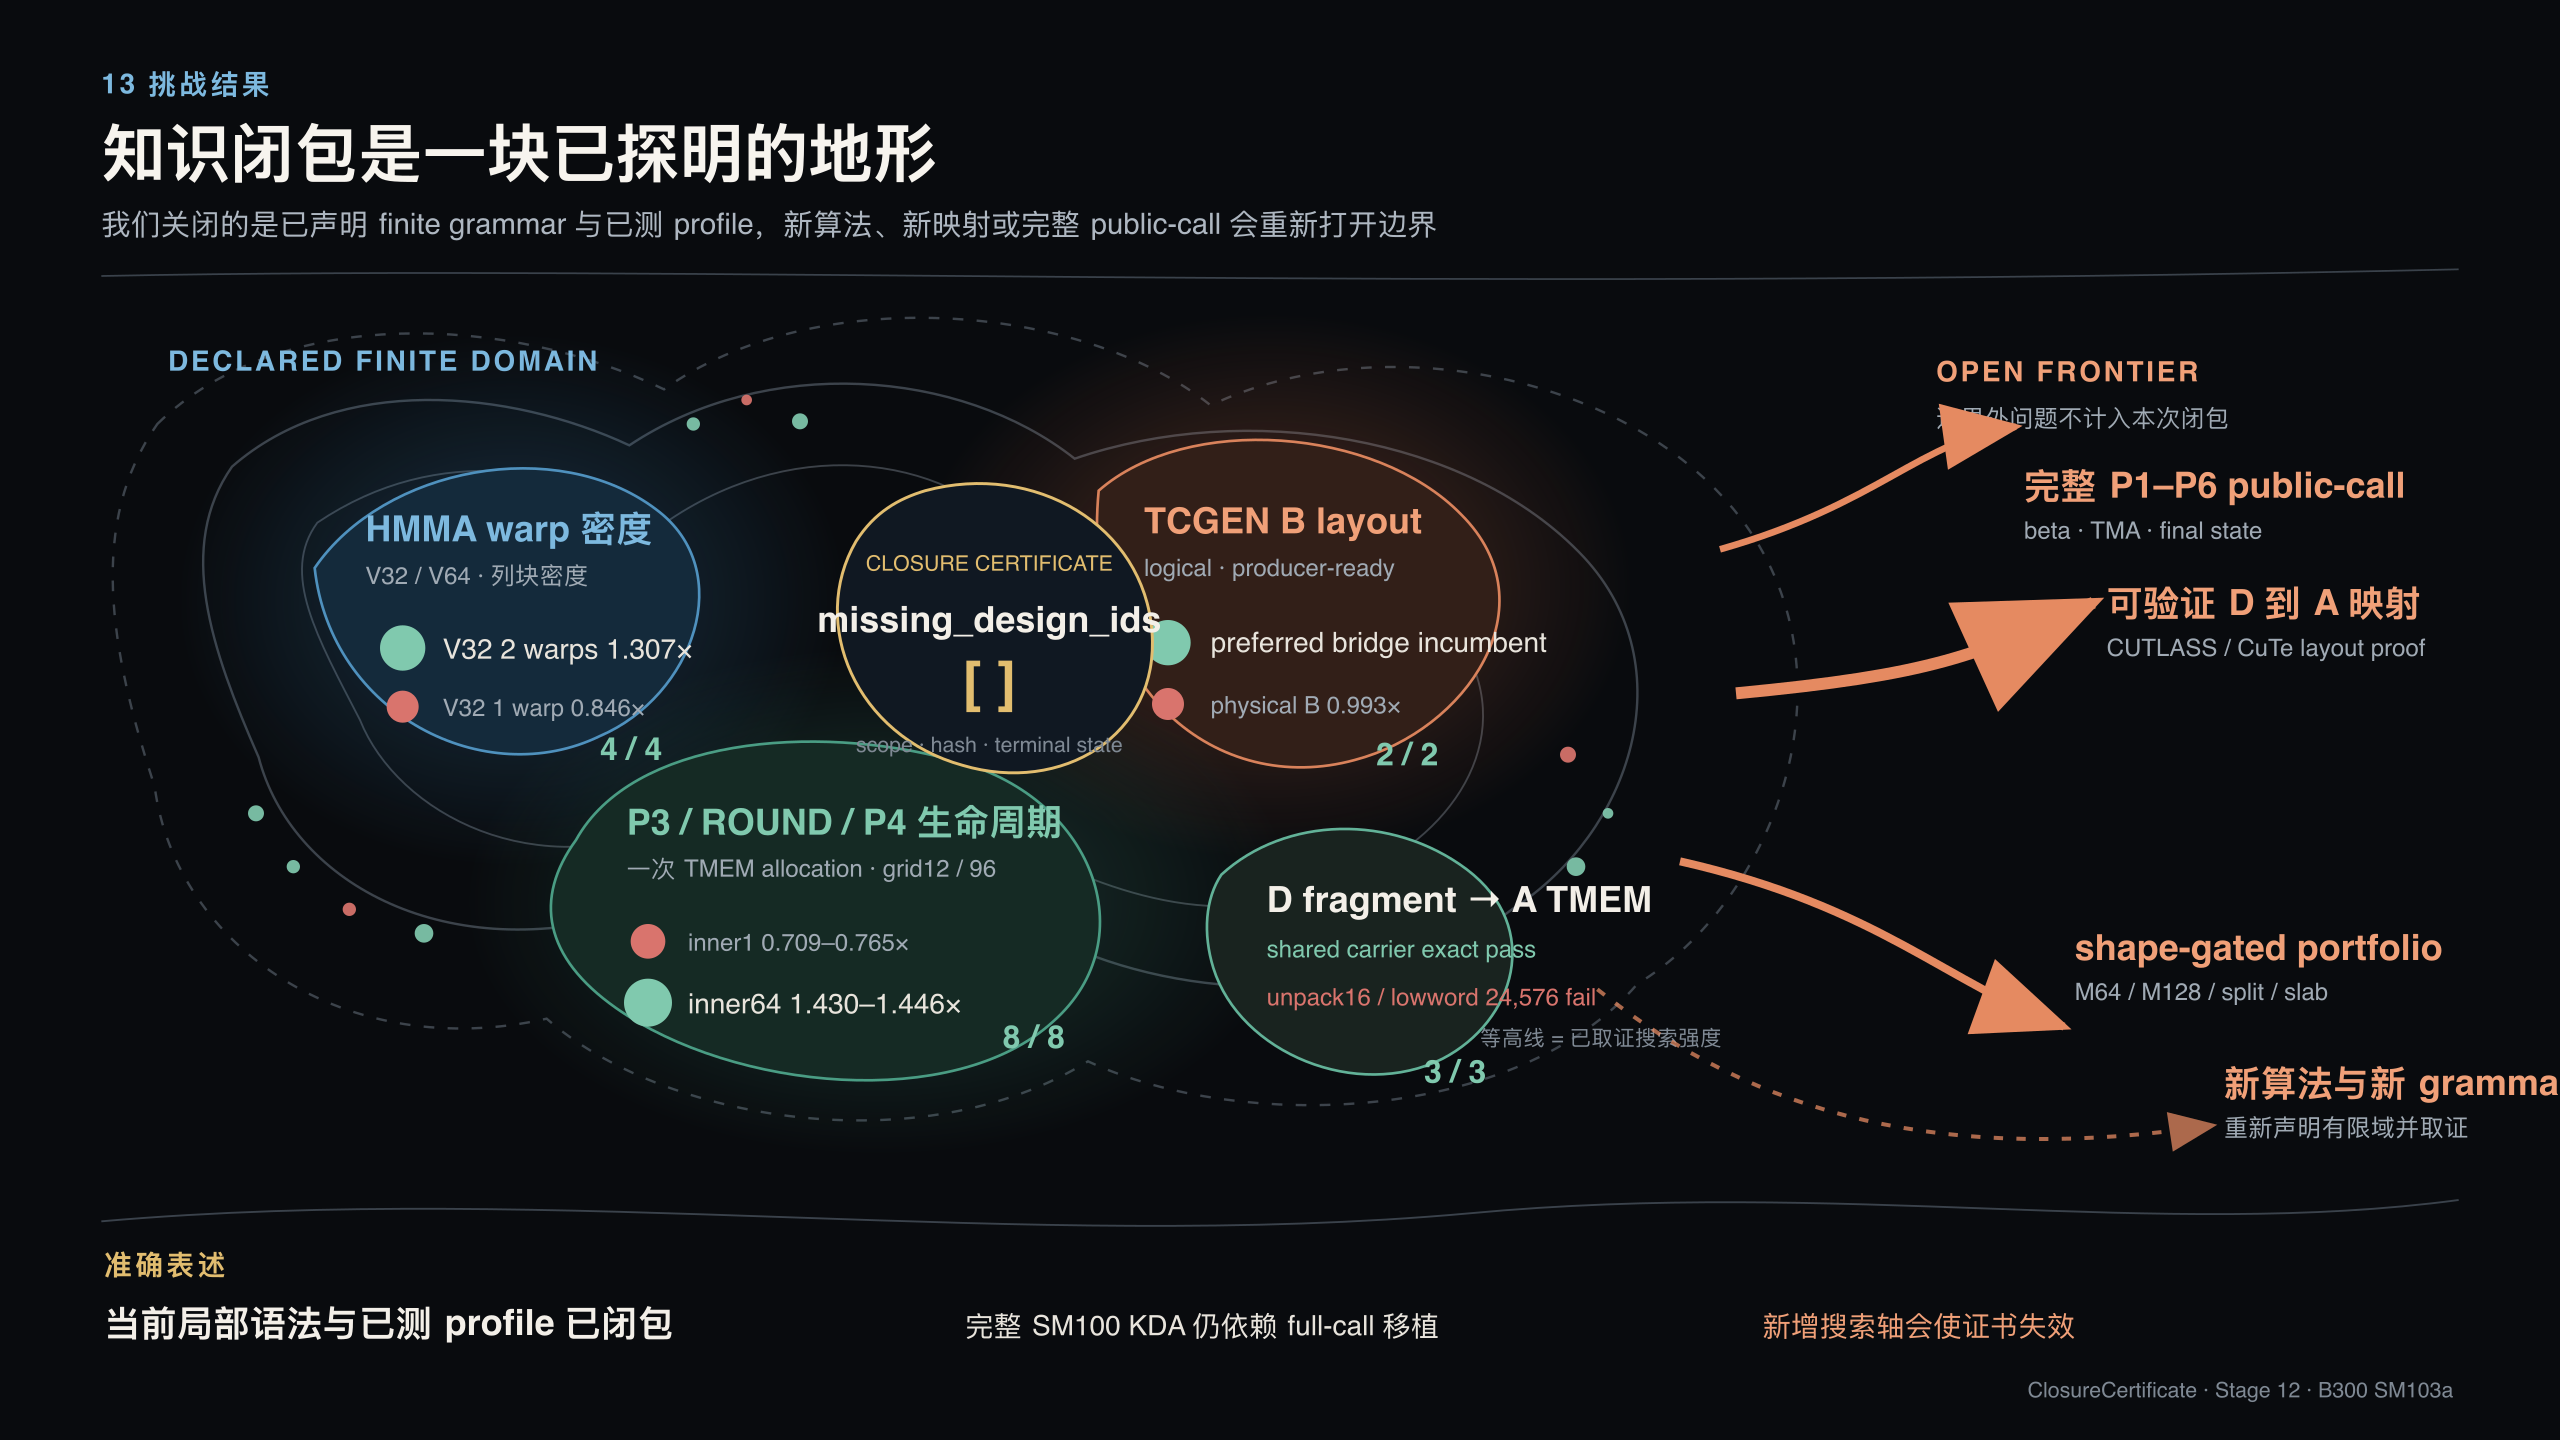 13 挑战结果
知识闭包是一块已探明的地形
我们关闭的是已声明 finite grammar 与已测 profile，新算法、新映射或完整 public-call 会重新打开边界
DECLARED FINITE DOMAIN
HMMA warp 密度
V32 / V64 · 列块密度
V32 2 warps 1.307×
V32 1 warp 0.846×
4 / 4
CLOSURE CERTIFICATE
missing_design_ids
[ ]
scope · hash · terminal state
TCGEN B layout
logical · producer-ready
preferred bridge incumbent
physical B 0.993×
2 / 2
P3 / ROUND / P4 生命周期
一次 TMEM allocation · grid12 / 96
inner1 0.709–0.765×
inner64 1.430–1.446×
8 / 8
D fragment → A TMEM
shared carrier exact pass
unpack16 / lowword 24,576 fail
等高线 = 已取证搜索强度
3 / 3
OPEN FRONTIER
外问题不计入本次闭包
完整 P1–P6 public-call
beta · TMA · final state
可验证 D 到 A 映射
CUTLASS / CuTe layout proof
shape-gated portfolio
M64 / M128 / split / slab
新算法与新 gramma
重新声明有限域并取证
准确表述
当前局部语法与已测 profile 已闭包
完整 SM100 KDA 仍依赖 full-call 移植
新增搜索轴会使证书失效
ClosureCertificate · Stage 12 · B300 SM103a